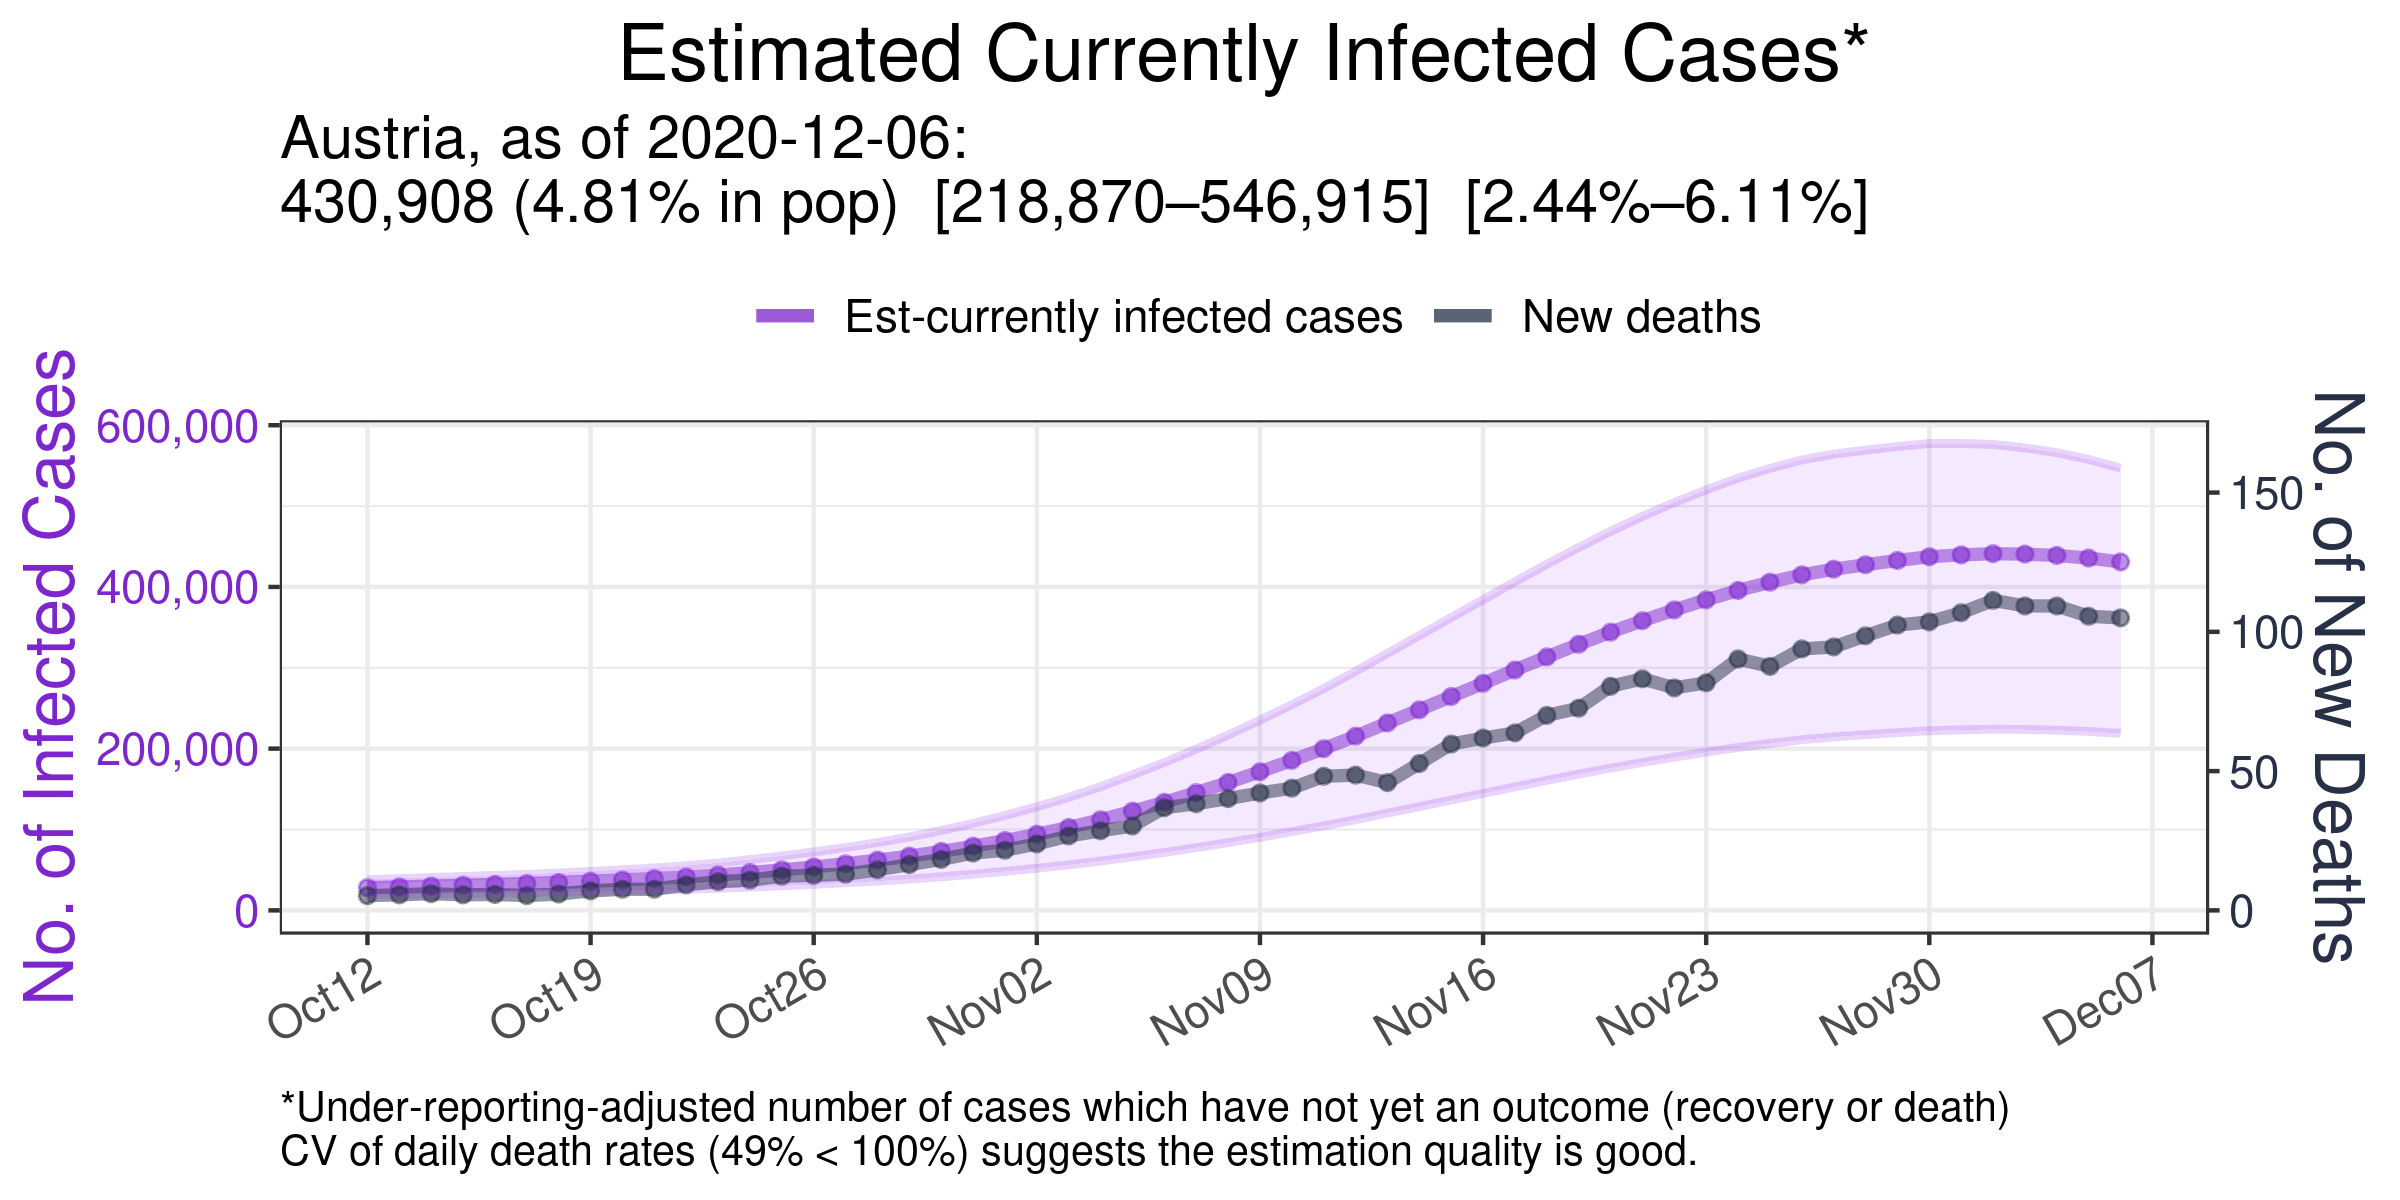 Estimated Currently Infected Cases*
Austria, as of 2020-12-06:
430,908 (4.81% in pop)  [218,870–546,915]  [2.44%–6.11%]
Est-currently infected cases
New deaths
No. of Infected Cases
600,000
400,000
200,000
0
No. of New Deaths
150
100
50
0
Oct12
Oct19
Oct26
Nov02
Nov09
Nov16
Nov23
Nov30
Dec07
*Under-reporting-adjusted number of cases which have not yet an outcome (recovery or death)
CV of daily death rates (49% < 100%) suggests the estimation quality is good.